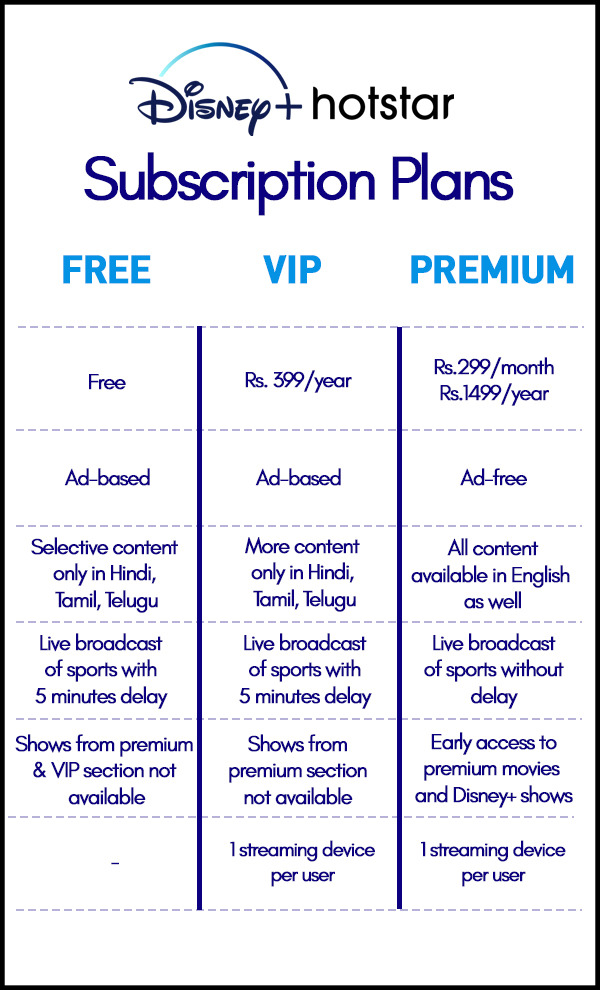 Disney+ hotstar
Subscription Plans
FREE VIP PREMIUM
Free
Rs. 399/year
Rs.299/month
Rs.1499/year
Ad-based
Ad-based
Ad-free
Selective content
only in Hindi,
Tamil, Telugu
More content
only in Hindi,
Tamil, Telugu
All content
available in English
as well
Live broadcast
of sports with
5 minutes delay
Live broadcast
of sports with
5 minutes delay
Live broadcast
of sports without
delay
Shows from premium
& VIP section not
available
Shows from
premium section
not available
Early access to
premium movies
and Disney+ shows
-
1 streaming device
per user
1 streaming device
per user